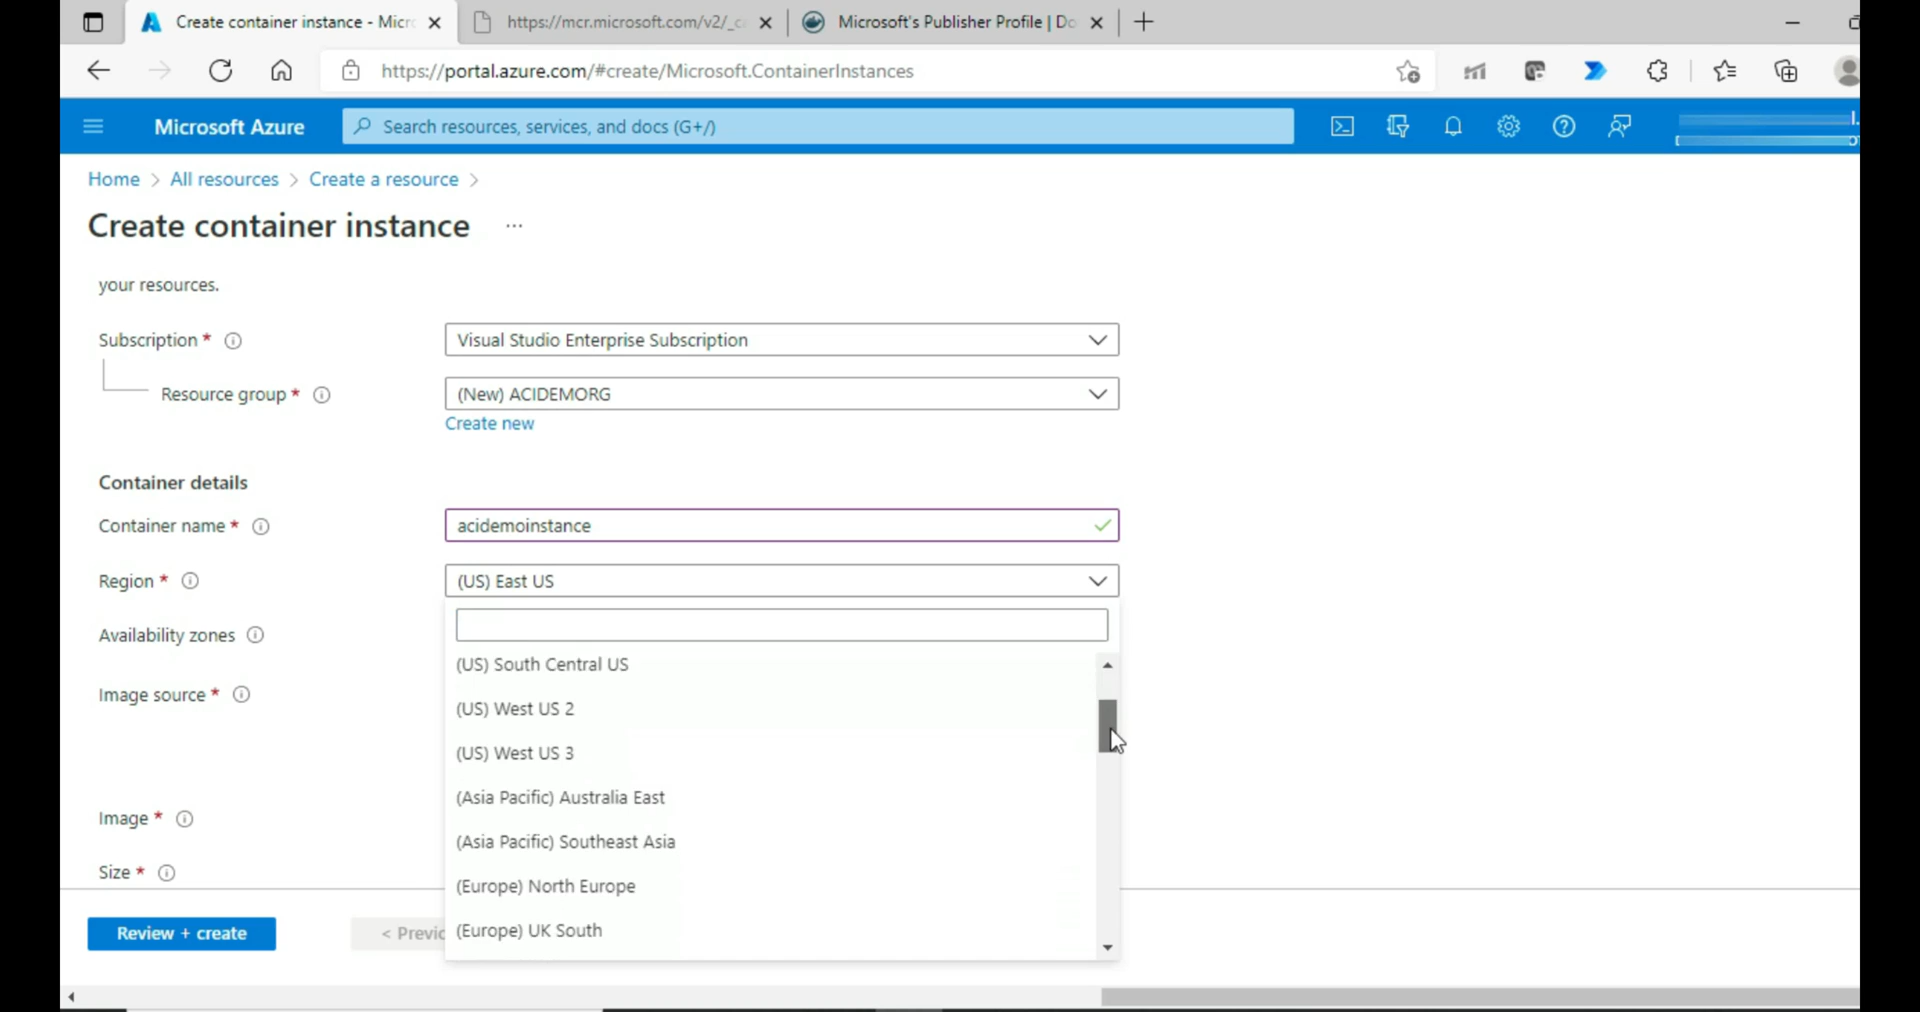 Create container instance - Micr
https://mcr.microsoft.com/v2/_c
Microsoft's Publisher Profile | Do
https://portal.azure.com/#create/Microsoft.ContainerInstances
Microsoft Azure
Search resources, services, and docs (G+/)
Home > All resources > Create a resource >
Create container instance ...
your resources.
Subscription *
Visual Studio Enterprise Subscription
Resource group *
(New) ACIDEMORG
Create new
Container details
Container name *
acidemoinstance
Region *
(US) East US
Availability zones
(US) South Central US
Image source *
(US) West US 2
(US) West US 3
(Asia Pacific) Australia East
Image *
(Asia Pacific) Southeast Asia
Size *
(Europe) North Europe
(Europe) UK South
Review + create
< Previo